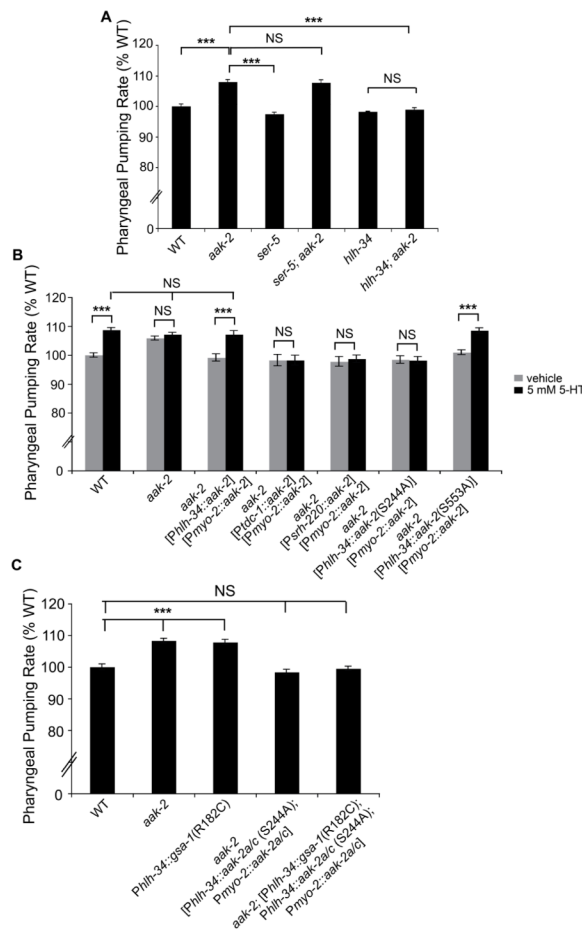 A
***
***
NS
***
NS
Pharyngeal Pumping Rate (% WT)
120
110
100
90
80
0
WT
aak-2
ser-5
ser-5; aak-2
hlh-34
hlh-34; aak-2
B
NS
***
NS
***
NS
NS
NS
***
Pharyngeal Pumping Rate (% WT)
120
110
100
90
80
0
vehicle
5 mM 5-HT
WT
aak-2
aak-2
[Phlh-34::aak-2]
[Pmyo-2::aak-2]
aak-2
[Ptdc-1::aak-2]
[Pmyo-2::aak-2]
aak-2
[Psrh-220::aak-2]
[Pmyo-2::aak-2]
aak-2
[Phlh-34::aak-2(S244A)]
[Pmyo-2::aak-2]
aak-2
[Phlh-34::aak-2(S553A)]
[Pmyo-2::aak-2]
C
NS
***
Pharyngeal Pumping Rate (% WT)
120
110
100
90
80
0
WT
aak-2
Phlh-34::gsa-1(R182C)
aak-2
[Phlh-34::aak-2a/c (S244A);
Pmyo-2::aak-2a/c]
aak-2; [Phlh-34::gsa-1(R182C);
Phlh-34::aak-2a/c (S244A);
Pmyo-2::aak-2a/c]